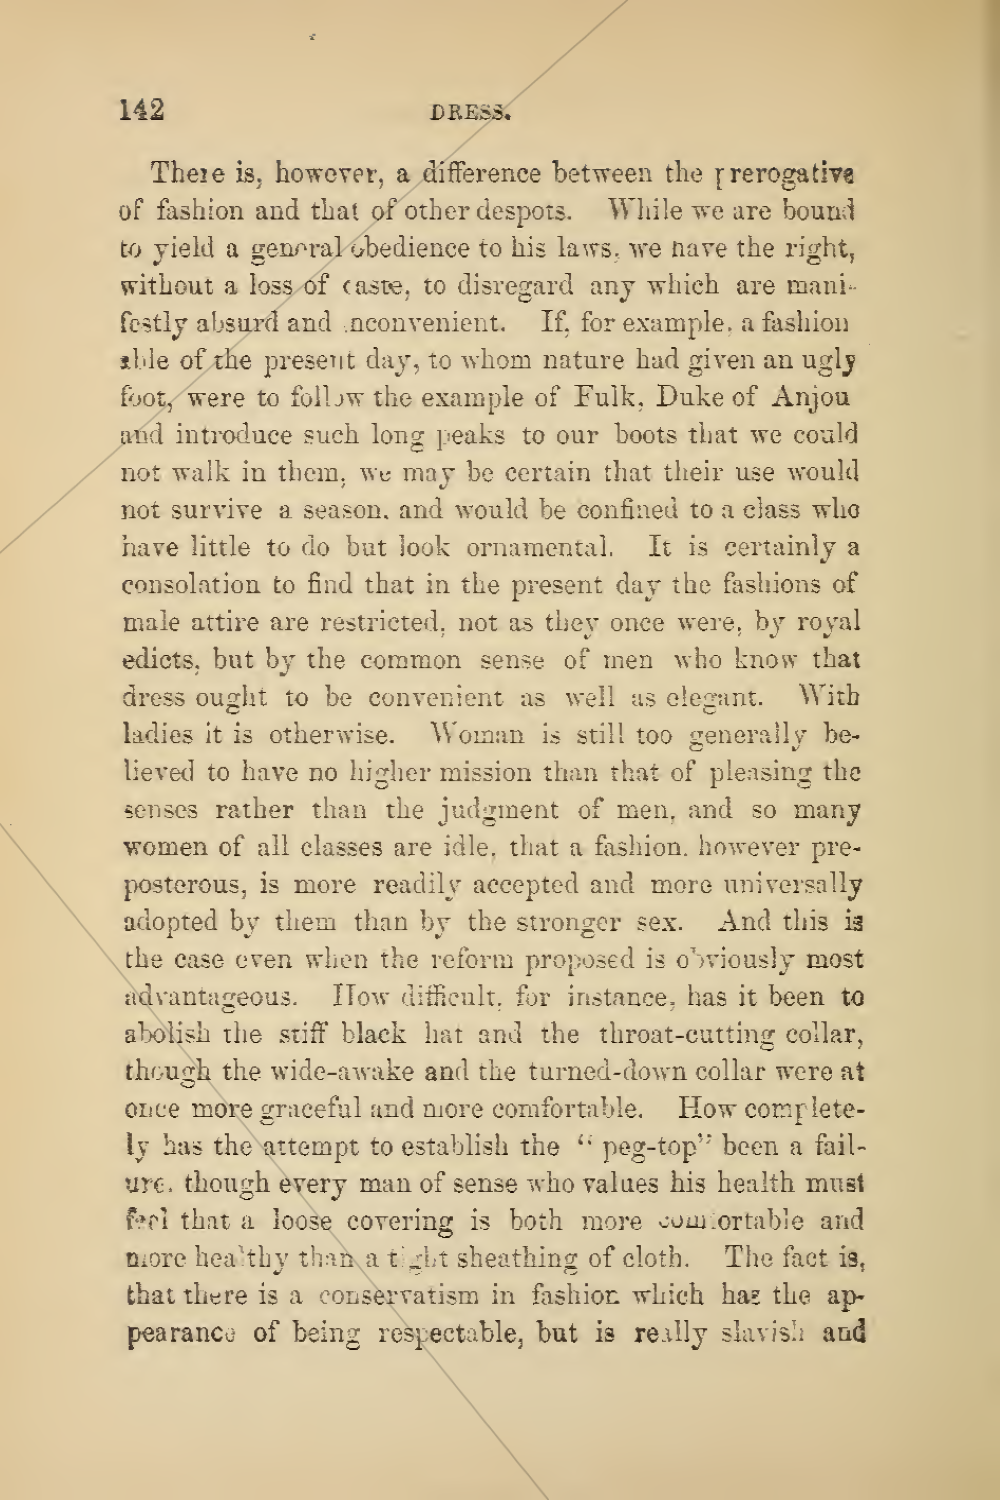 142 DRESS.
There is, however, a difference between the prerogative
of fashion and that of other despots. While we are bound
to yield a general obedience to his laws, we have the right,
without a loss of caste, to disregard any which are mani-
festly absurd and inconvenient. If, for example, a fashion
able of the present day, to whom nature had given an ugly
foot, were to follow the example of Fulk, Duke of Anjou
and introduce such long peaks to our boots that we could
not walk in them, we may be certain that their use would
not survive a season, and would be confined to a class who
have little to do but look ornamental. It is certainly a
consolation to find that in the present day the fashions of
male attire are restricted, not as they once were, by royal
edicts, but by the common sense of men who know that
dress ought to be convenient as well as elegant. With
ladies it is otherwise. Woman is still too generally be-
lieved to have no higher mission than that of pleasing the
senses rather than the judgment of men, and so many
women of all classes are idle, that a fashion, however pre-
posterous, is more readily accepted and more universally
adopted by them than by the stronger sex. And this is
the case even when the reform proposed is obviously most
advantageous. How difficult, for instance, has it been to
abolish the stiff black hat and the throat-cutting collar,
though the wide-awake and the turned-down collar were at
once more graceful and more comfortable. How complete-
ly has the attempt to establish the "peg-top" been a fail-
ure, though every man of sense who values his health must
feel that a loose covering is both more comfortable and
more healthy than a tight sheathing of cloth. The fact is,
that there is a conservatism in fashion which has the ap-
pearance of being respectable, but is really slavish and